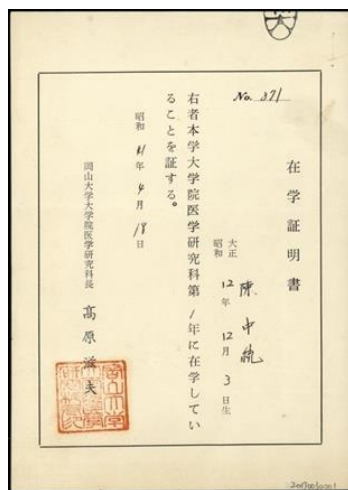 No. 371
在学証明書
陳中統
大正
昭和
12年12月3日生
右者本学大学院医学研究科第1年に在学してい
ることを証する。
昭和41年4月18日
岡山大学大学院医学研究科長 高原滋夫